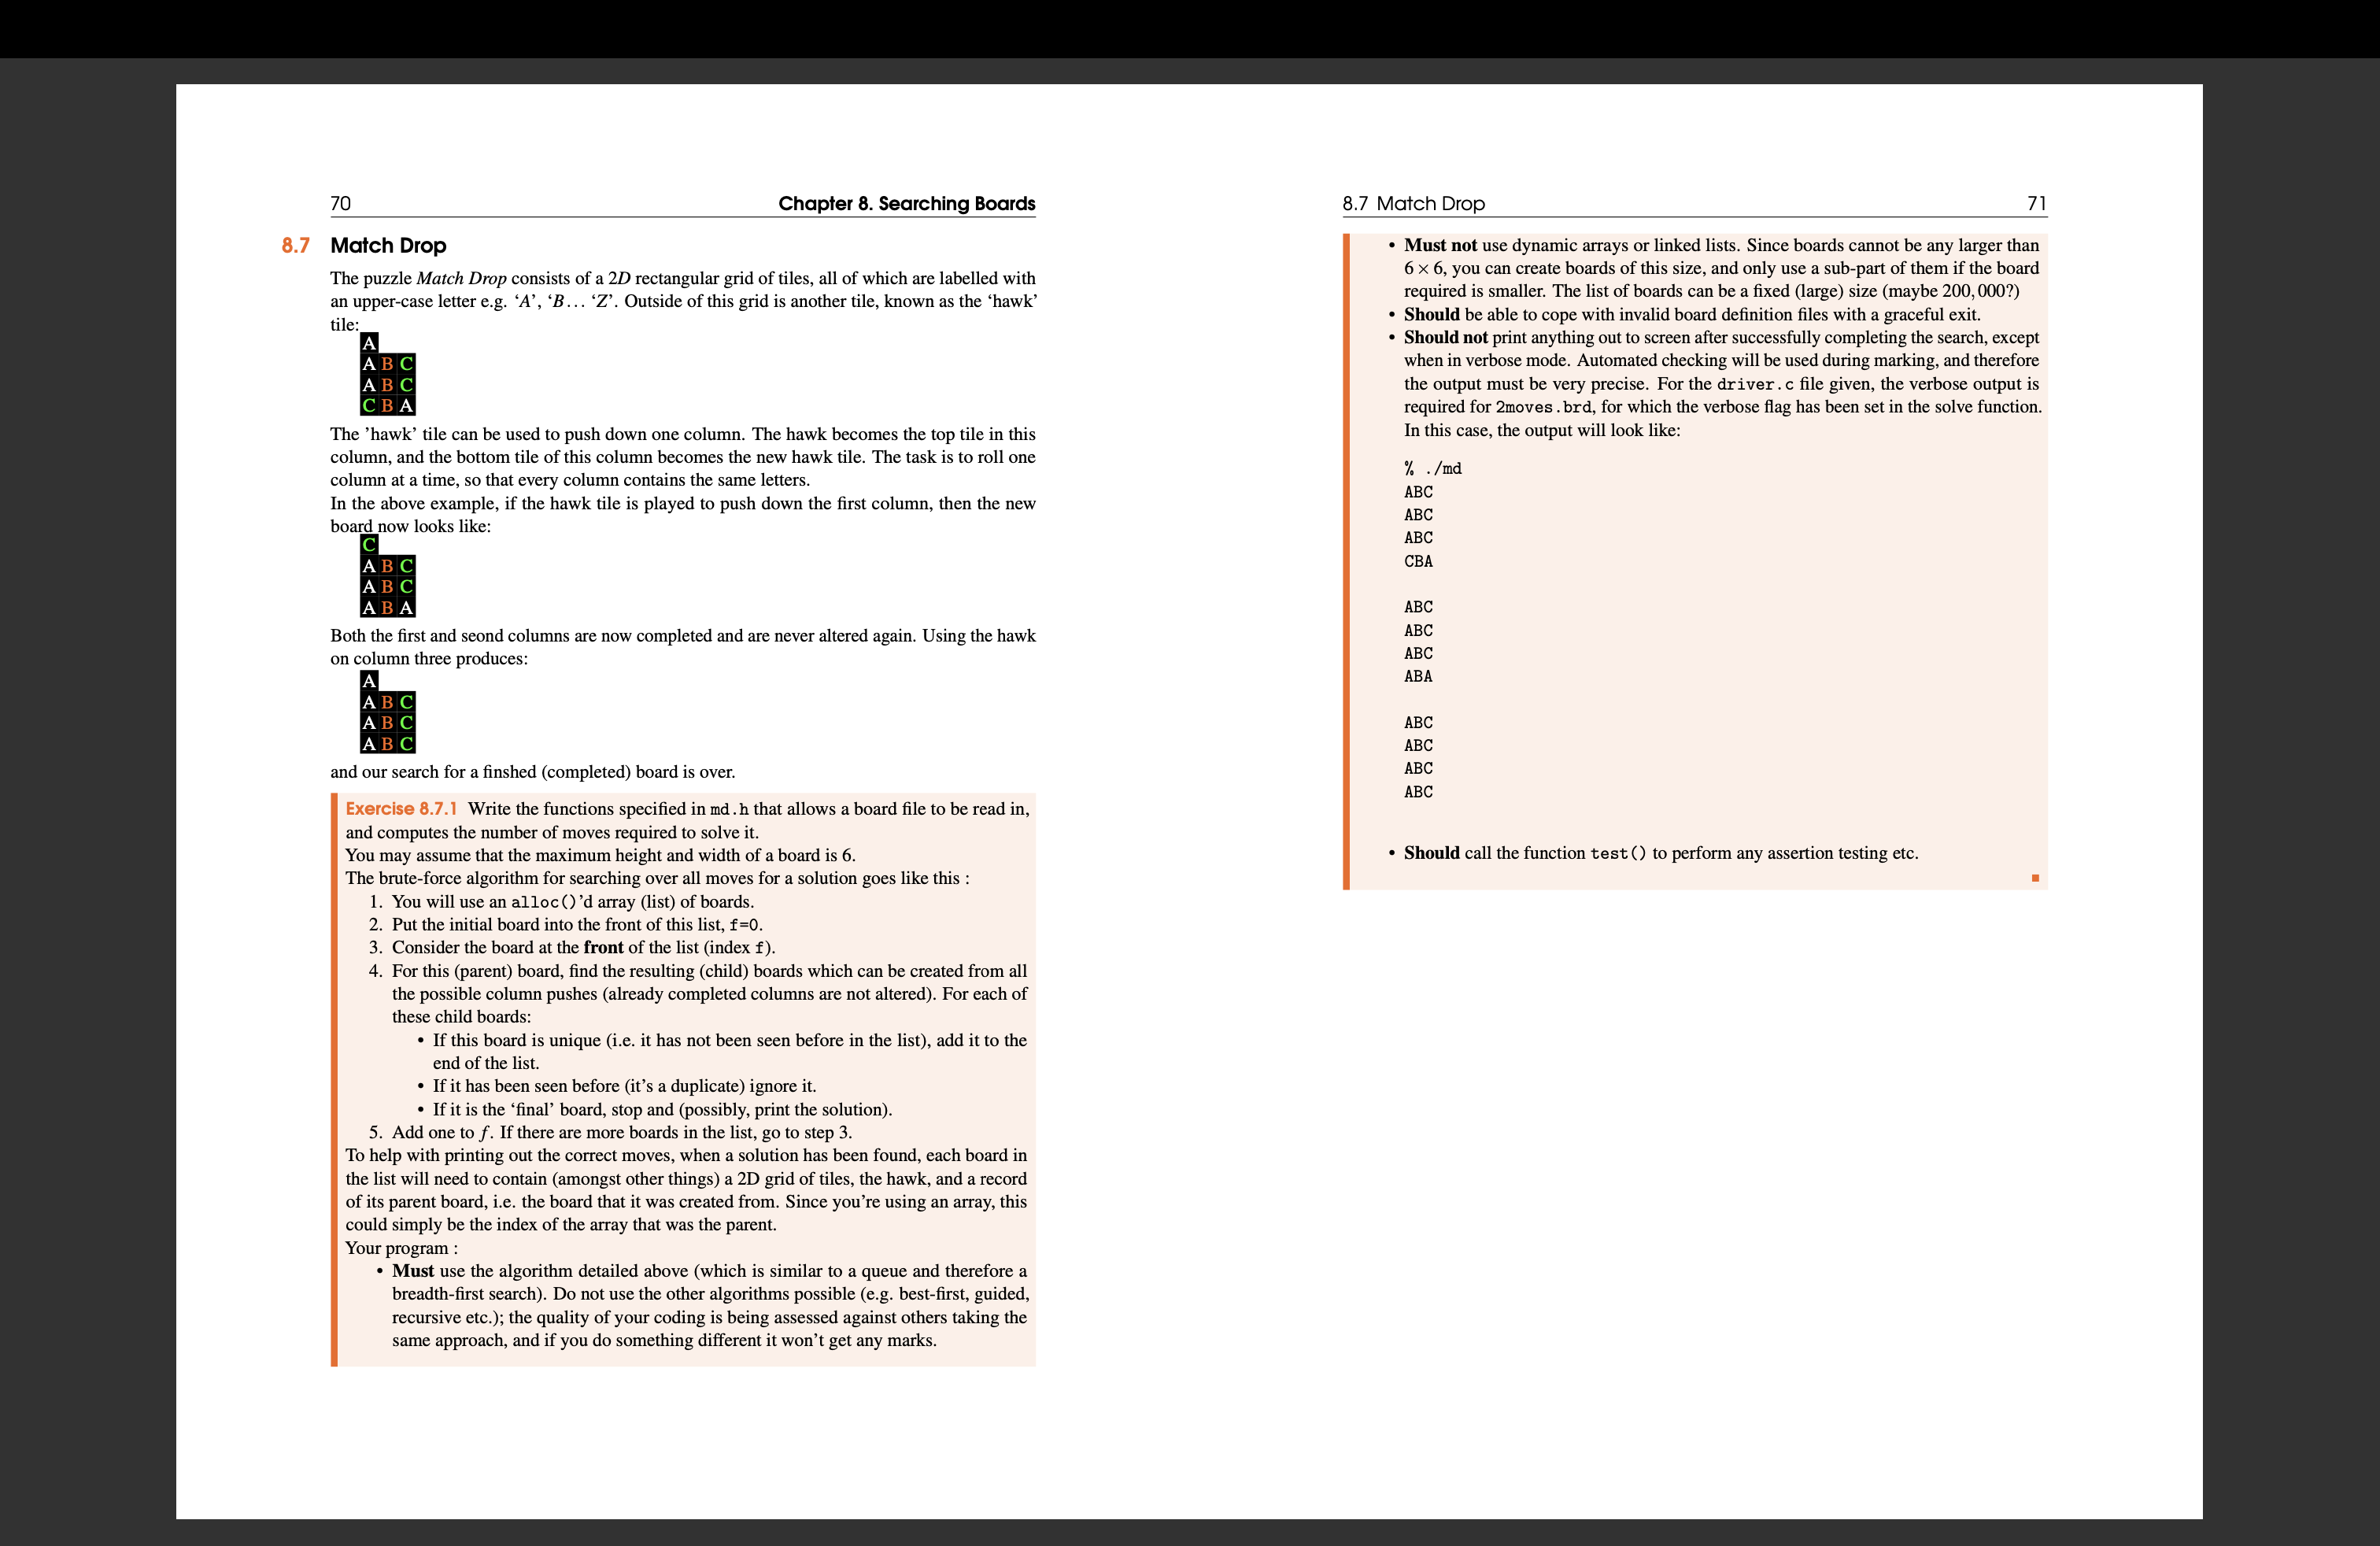 70
Chapter 8. Searching Boards
8.7 Match Drop
The puzzle Match Drop consists of a 2D rectangular grid of tiles, all of which are labelled with
an upper-case letter e.g. ‘A’, ‘B… ‘Z’. Outside of this grid is another tile, known as the ‘hawk’
tile:
A
A B C
A B C
C B A
The ’hawk’ tile can be used to push down one column. The hawk becomes the top tile in this
column, and the bottom tile of this column becomes the new hawk tile. The task is to roll one
column at a time, so that every column contains the same letters.
In the above example, if the hawk tile is played to push down the first column, then the new
board now looks like:
C
A B C
A B C
A B A
Both the first and seond columns are now completed and are never altered again. Using the hawk
on column three produces:
A
A B C
A B C
A B C
and our search for a finshed (completed) board is over.
Exercise 8.7.1 Write the functions specified in md.h that allows a board file to be read in,
and computes the number of moves required to solve it.
You may assume that the maximum height and width of a board is 6.
The brute-force algorithm for searching over all moves for a solution goes like this :
1. You will use an alloc()’d array (list) of boards.
2. Put the initial board into the front of this list, f=0.
3. Consider the board at the front of the list (index f).
4. For this (parent) board, find the resulting (child) boards which can be created from all
the possible column pushes (already completed columns are not altered). For each of
these child boards:
• If this board is unique (i.e. it has not been seen before in the list), add it to the
end of the list.
• If it has been seen before (it’s a duplicate) ignore it.
• If it is the ‘final’ board, stop and (possibly, print the solution).
5. Add one to f. If there are more boards in the list, go to step 3.
To help with printing out the correct moves, when a solution has been found, each board in
the list will need to contain (amongst other things) a 2D grid of tiles, the hawk, and a record
of its parent board, i.e. the board that it was created from. Since you’re using an array, this
could simply be the index of the array that was the parent.
Your program :
• Must use the algorithm detailed above (which is similar to a queue and therefore a
breadth-first search). Do not use the other algorithms possible (e.g. best-first, guided,
recursive etc.); the quality of your coding is being assessed against others taking the
same approach, and if you do something different it won’t get any marks.
8.7 Match Drop
71
• Must not use dynamic arrays or linked lists. Since boards cannot be any larger than
6 × 6, you can create boards of this size, and only use a sub-part of them if the board
required is smaller. The list of boards can be a fixed (large) size (maybe 200,000?)
• Should be able to cope with invalid board definition files with a graceful exit.
• Should not print anything out to screen after successfully completing the search, except
when in verbose mode. Automated checking will be used during marking, and therefore
the output must be very precise. For the driver.c file given, the verbose output is
required for 2moves.brd, for which the verbose flag has been set in the solve function.
In this case, the output will look like:
% ./md
ABC
ABC
ABC
CBA
ABC
ABC
ABC
ABA
ABC
ABC
ABC
ABC
• Should call the function test() to perform any assertion testing etc.